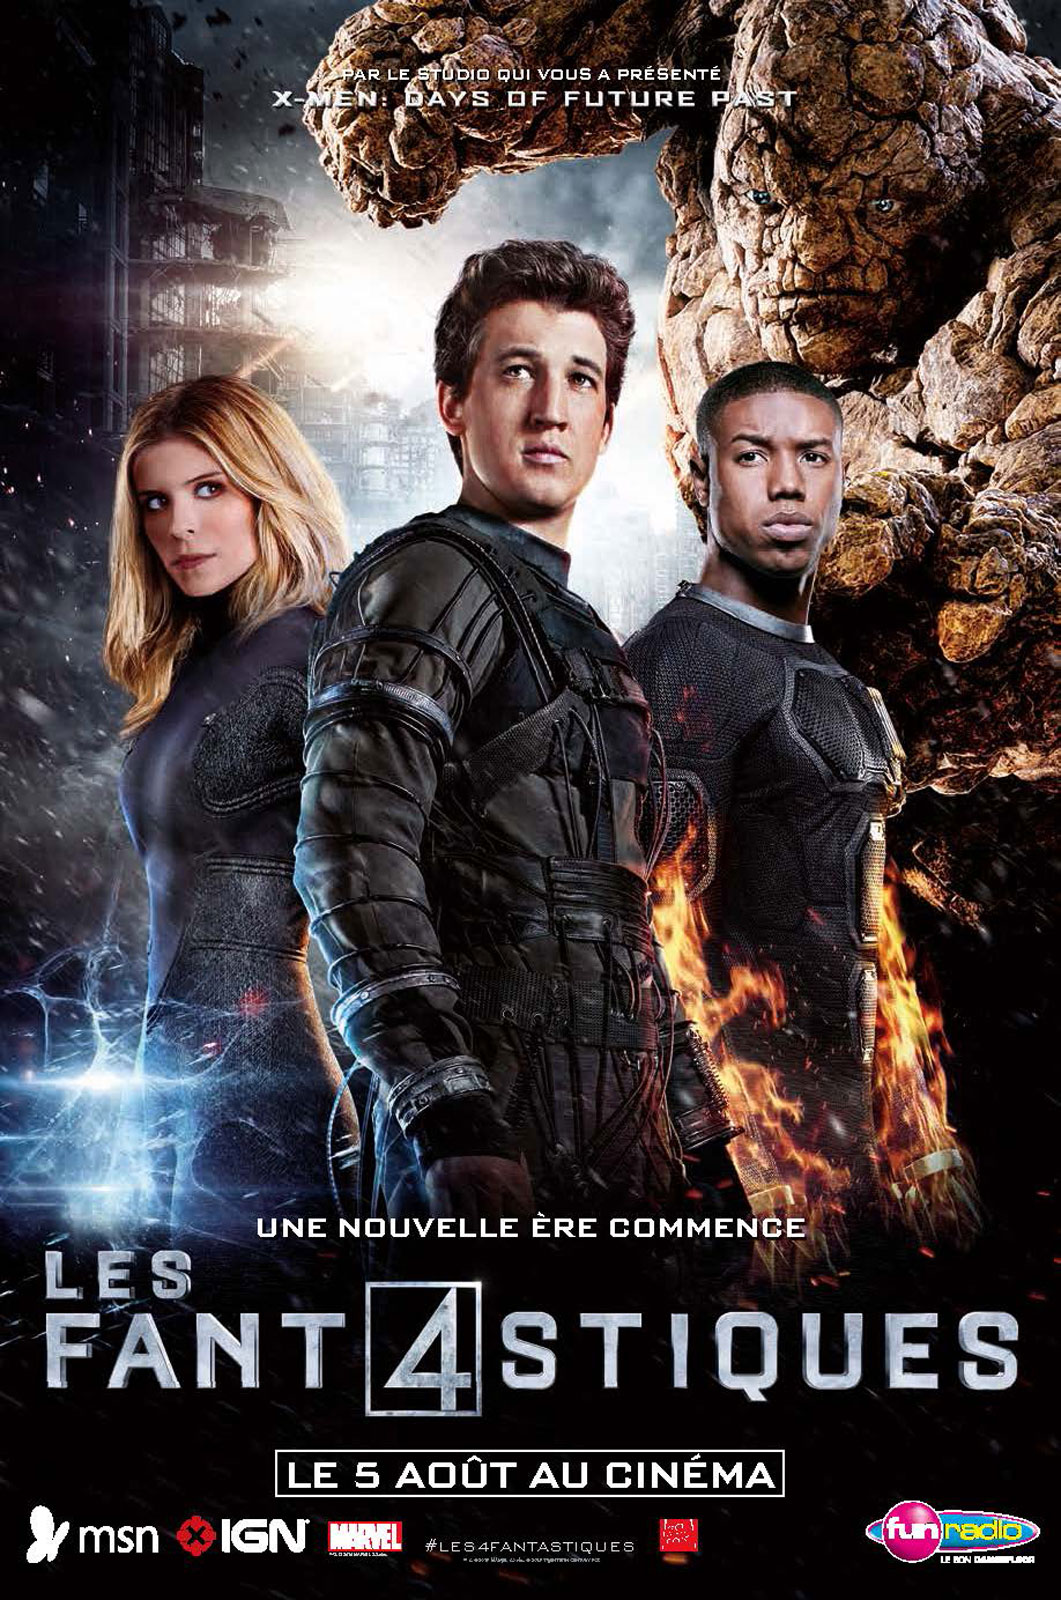 PAR LE STUDIO QUI VOUS A PRÉSENTÉ
X-MEN: DAYS OF FUTURE PAST
UNE NOUVELLE ÈRE COMMENCE
LES
FANT4STIQUES
LE 5 AOÛT AU CINÉMA
msn IGN MARVEL #LES4FANTASTIQUES fun radio
LE SON DANCEFLOOR